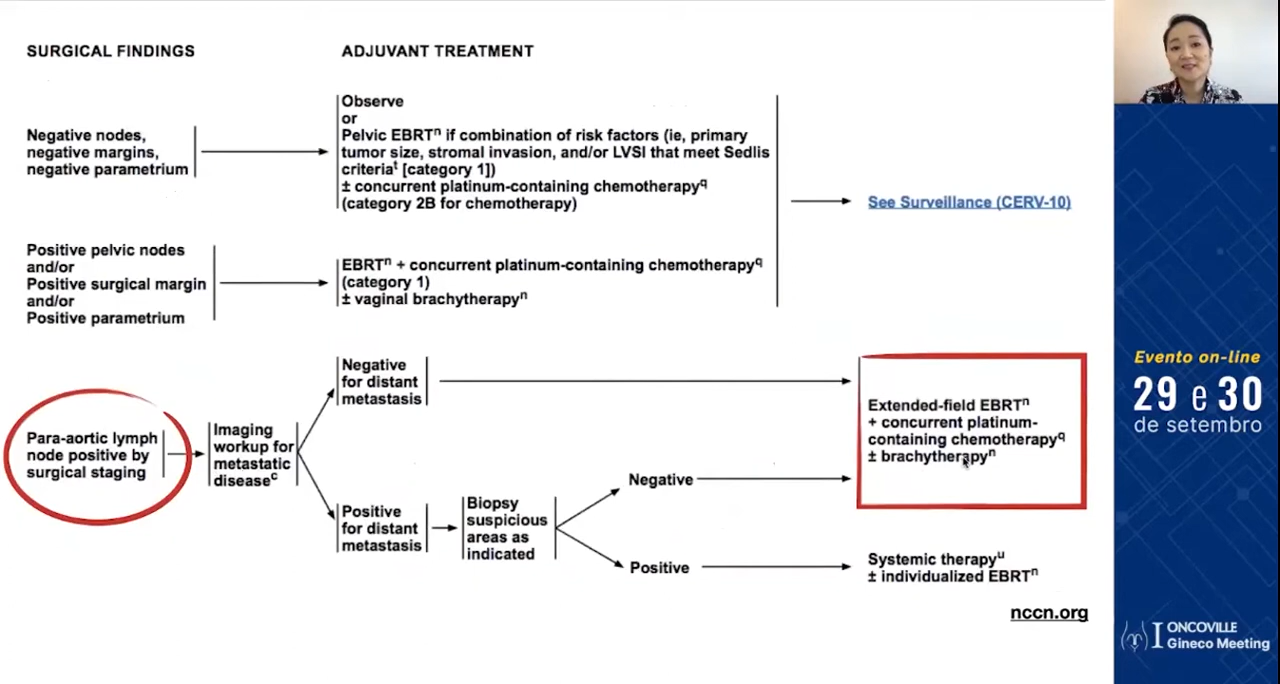 SURGICAL FINDINGS
ADJUVANT TREATMENT
Negative nodes,
negative margins,
negative parametrium
Observe
or
Pelvic EBRTⁿ if combination of risk factors (ie, primary
tumor size, stromal invasion, and/or LVSI that meet Sedlis
criteriaᵗ [category 1])
± concurrent platinum-containing chemotherapy^q
(category 2B for chemotherapy)
See Surveillance (CERV-10)
Positive pelvic nodes
and/or
Positive surgical margin
and/or
Positive parametrium
EBRTⁿ + concurrent platinum-containing chemotherapy^q
(category 1)
± vaginal brachytherapyⁿ
Para-aortic lymph
node positive by
surgical staging
Imaging
workup for
metastatic
diseaseᶜ
Negative
for distant
metastasis
Positive
for distant
metastasis
Biopsy
suspicious
areas as
indicated
Negative
Positive
Extended-field EBRTⁿ
+ concurrent platinum-
containing chemotherapy^q
± brachytherapyⁿ
Systemic therapyᵘ
± individualized EBRTⁿ
nccn.org
Evento on-line
29 e 30
de setembro
I ONCOVILLE
Gineco Meeting